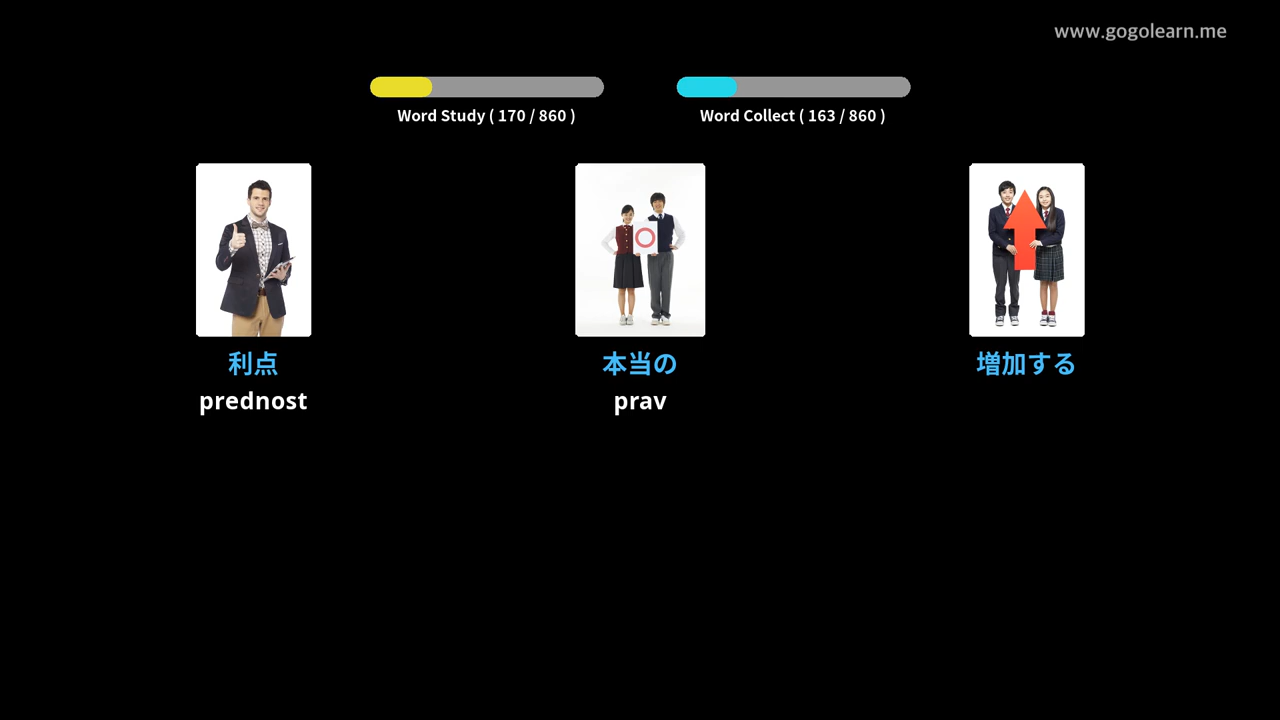 www.gogolearn.me
Word Study ( 170 / 860 )
Word Collect ( 163 / 860 )
利点
本当の
増加する
prednost
prav